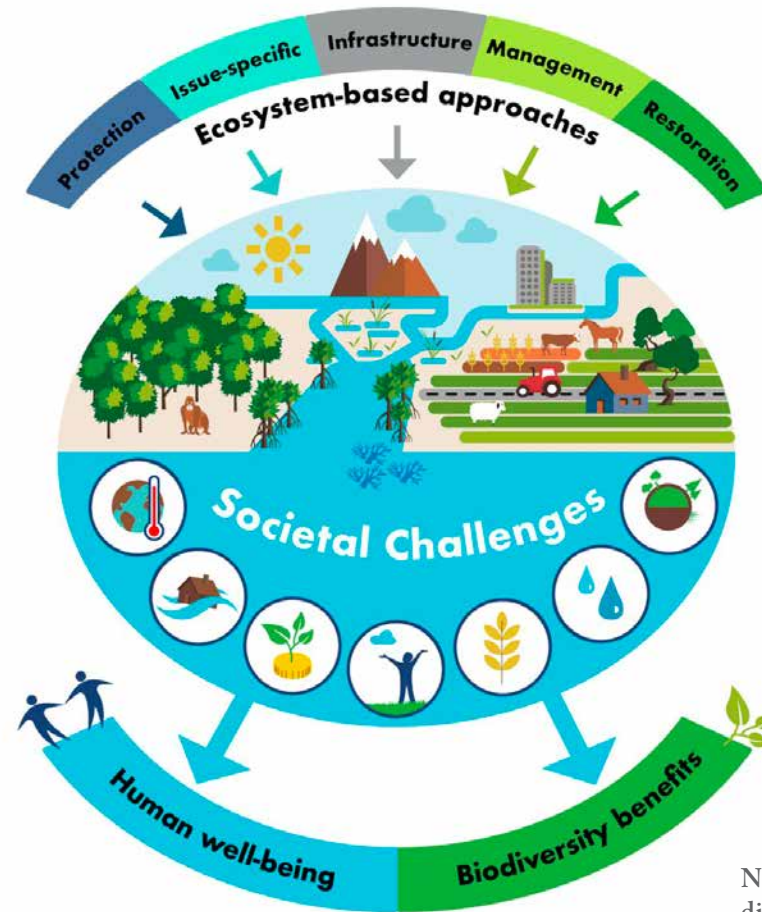 Protection
Issue-specific
Infrastructure
Management
Restoration
Ecosystem-based approaches
Societal Challenges
Human well-being
Biodiversity benefits